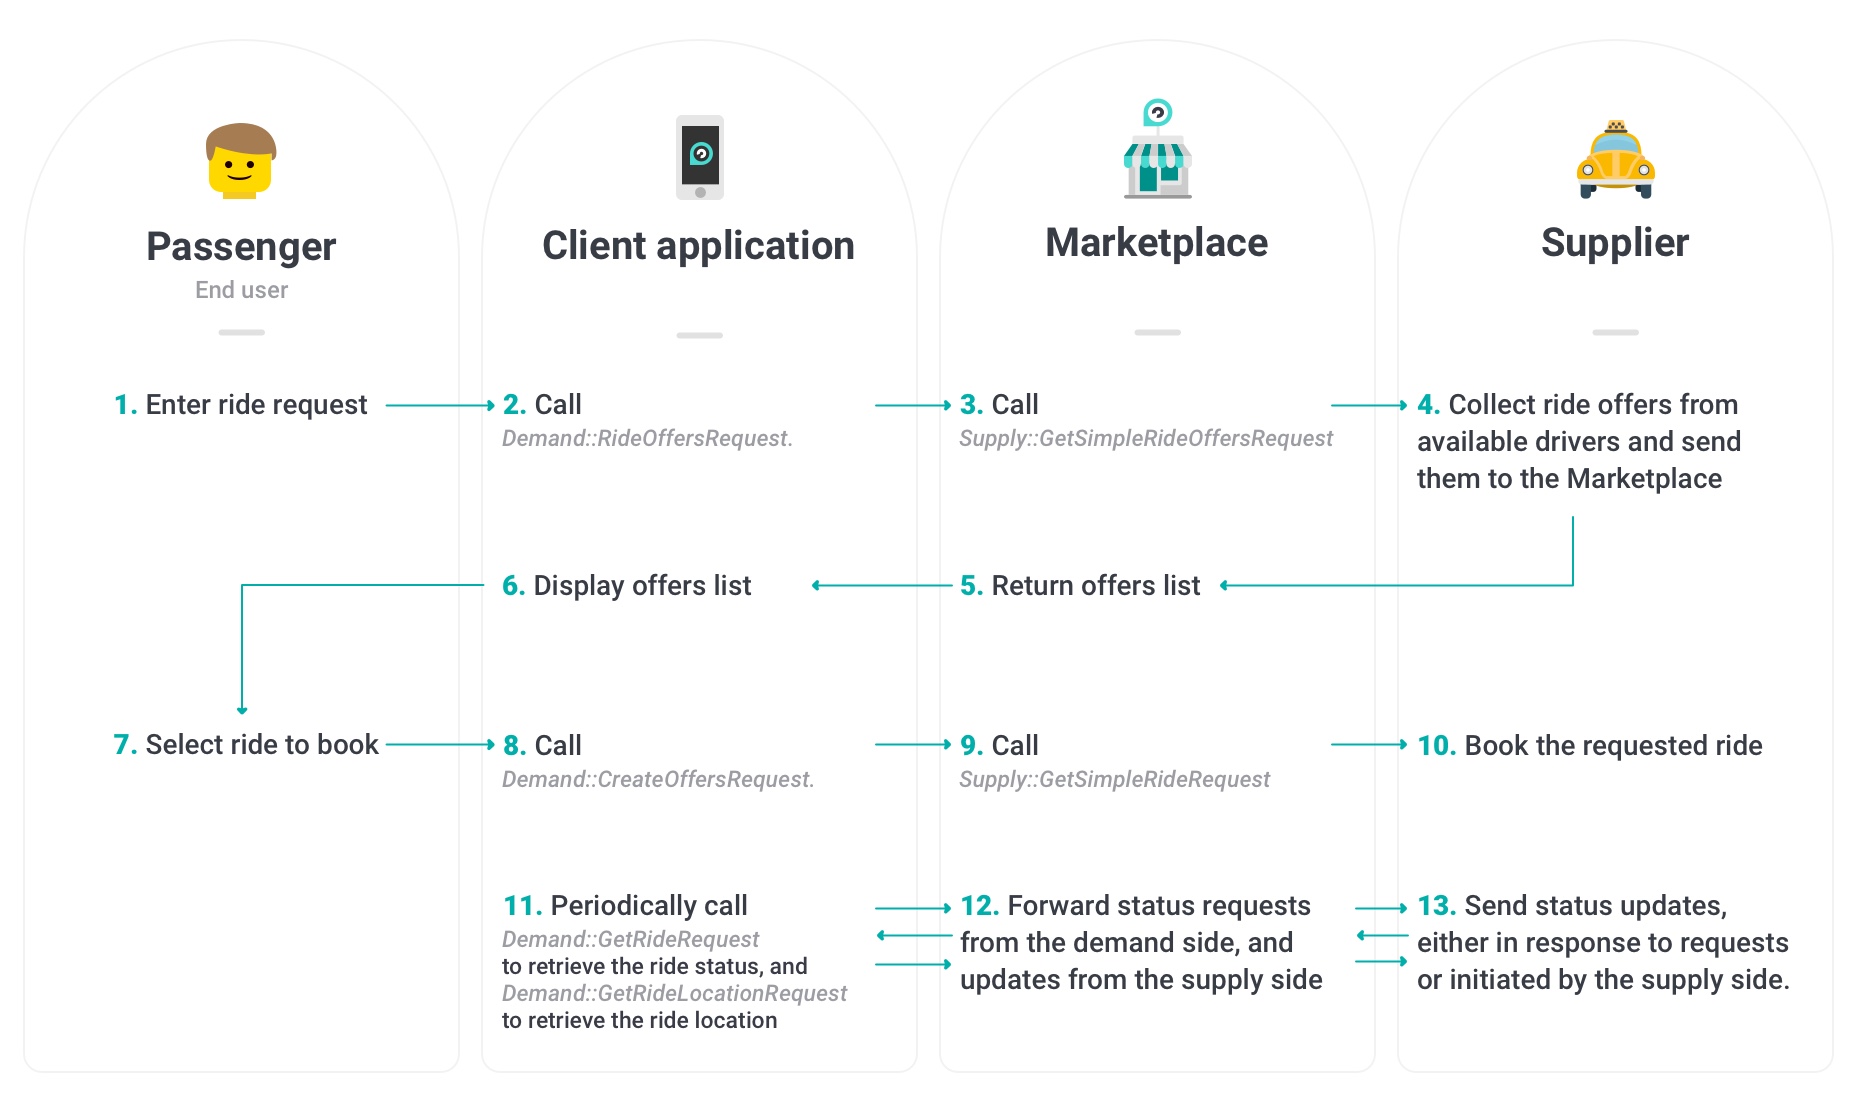 Passenger
End user
Client application
Marketplace
Supplier
1. Enter ride request
2. Call
Demand::RideOffersRequest.
3. Call
Supply::GetSimpleRideOffersRequest
4. Collect ride offers from
available drivers and send
them to the Marketplace
6. Display offers list
5. Return offers list
7. Select ride to book
8. Call
Demand::CreateOffersRequest.
9. Call
Supply::GetSimpleRideRequest
10. Book the requested ride
11. Periodically call
Demand::GetRideRequest
to retrieve the ride status, and
Demand::GetRideLocationRequest
to retrieve the ride location
12. Forward status requests
from the demand side, and
updates from the supply side
13. Send status updates,
either in response to requests
or initiated by the supply side.